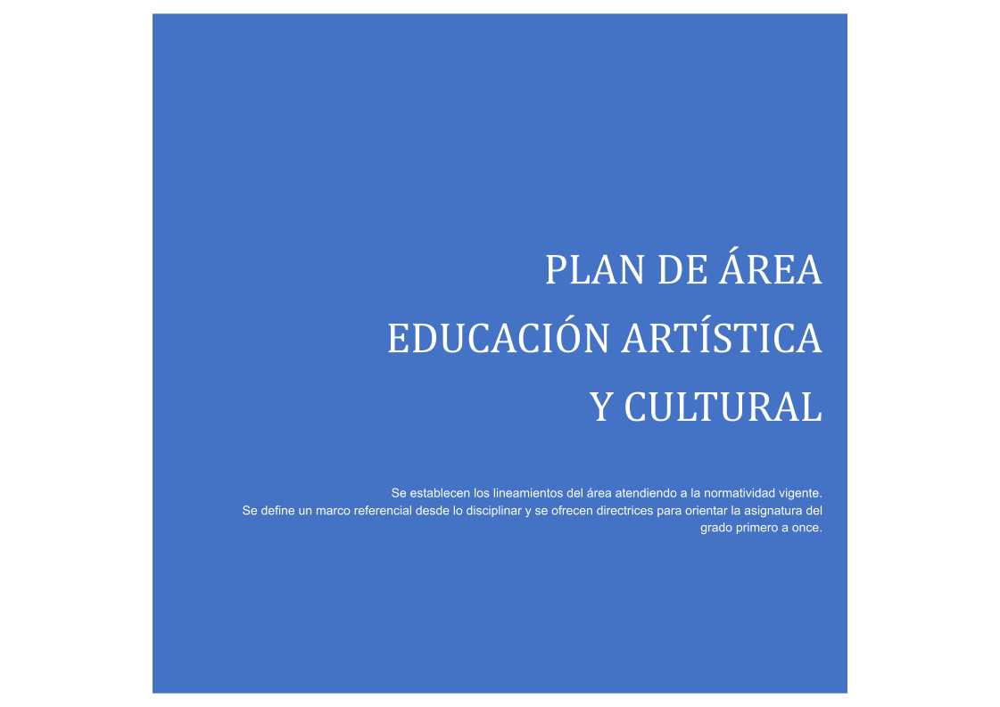 PLAN DE ÁREA
EDUCACIÓN ARTÍSTICA
Y CULTURAL
Se establecen los lineamientos del área atendiendo a la normatividad vigente.
Se define un marco referencial desde lo disciplinar y se ofrecen directrices para orientar la asignatura del
grado primero a once.